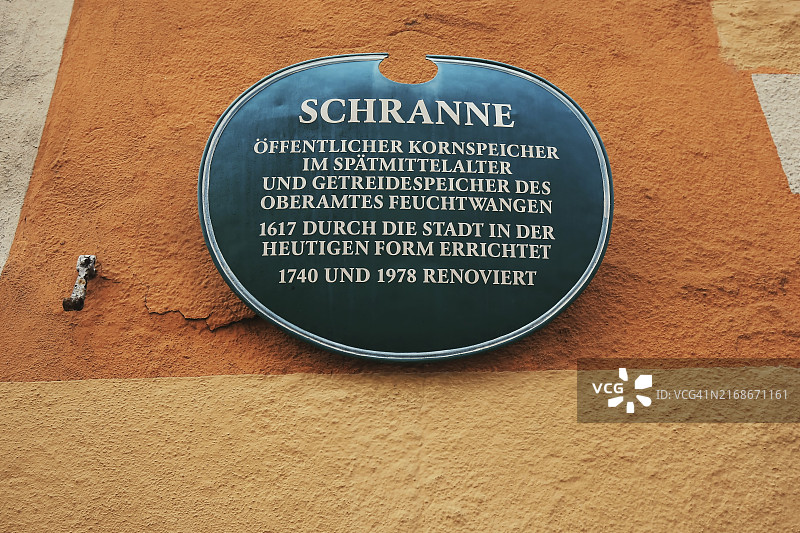 SCHRANNE
ÖFFENTLICHER KORNSPEICHER
IM SPÄTMITTELALTER
UND GETREIDESPEICHER DES
OBERAMTES FEUCHTWANGEN
1617 DURCH DIE STADT IN DER
HEUTIGEN FORM ERRICHTET
1740 UND 1978 RENOVIERT
VCG ID: VCG41N2168671161